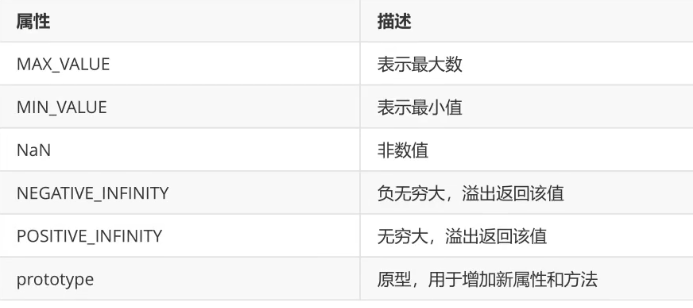 属性 描述
MAX_VALUE 表示最大数
MIN_VALUE 表示最小值
NaN 非数值
NEGATIVE_INFINITY 负无穷大，溢出返回该值
POSITIVE_INFINITY 无穷大，溢出返回该值
prototype 原型，用于增加新属性和方法